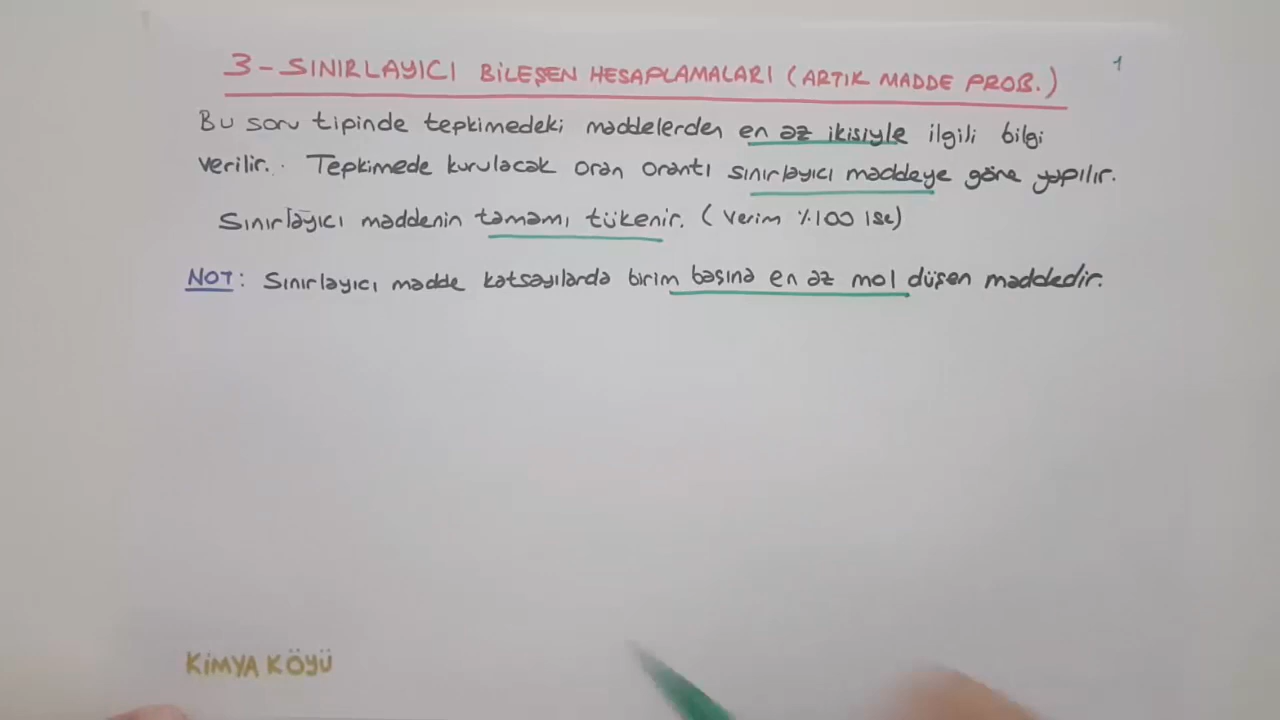 3-SINIRLAYICI BİLEŞEN HESAPLAMALARI (ARTIK MADDE PROB.)
1
Bu soru tipinde tepkimedeki maddelerden en az ikisiyle ilgili bilgi
verilir.. Tepkimede kurulacak oran orantı sınırlayıcı maddeye göre yapılır.
Sınırlayıcı maddenin tamamı tükenir. (Verim %100 ise)
NOT: Sınırlayıcı madde katsayılarda birim başına en az mol düşen maddedir.
KİMYA KÖYÜ